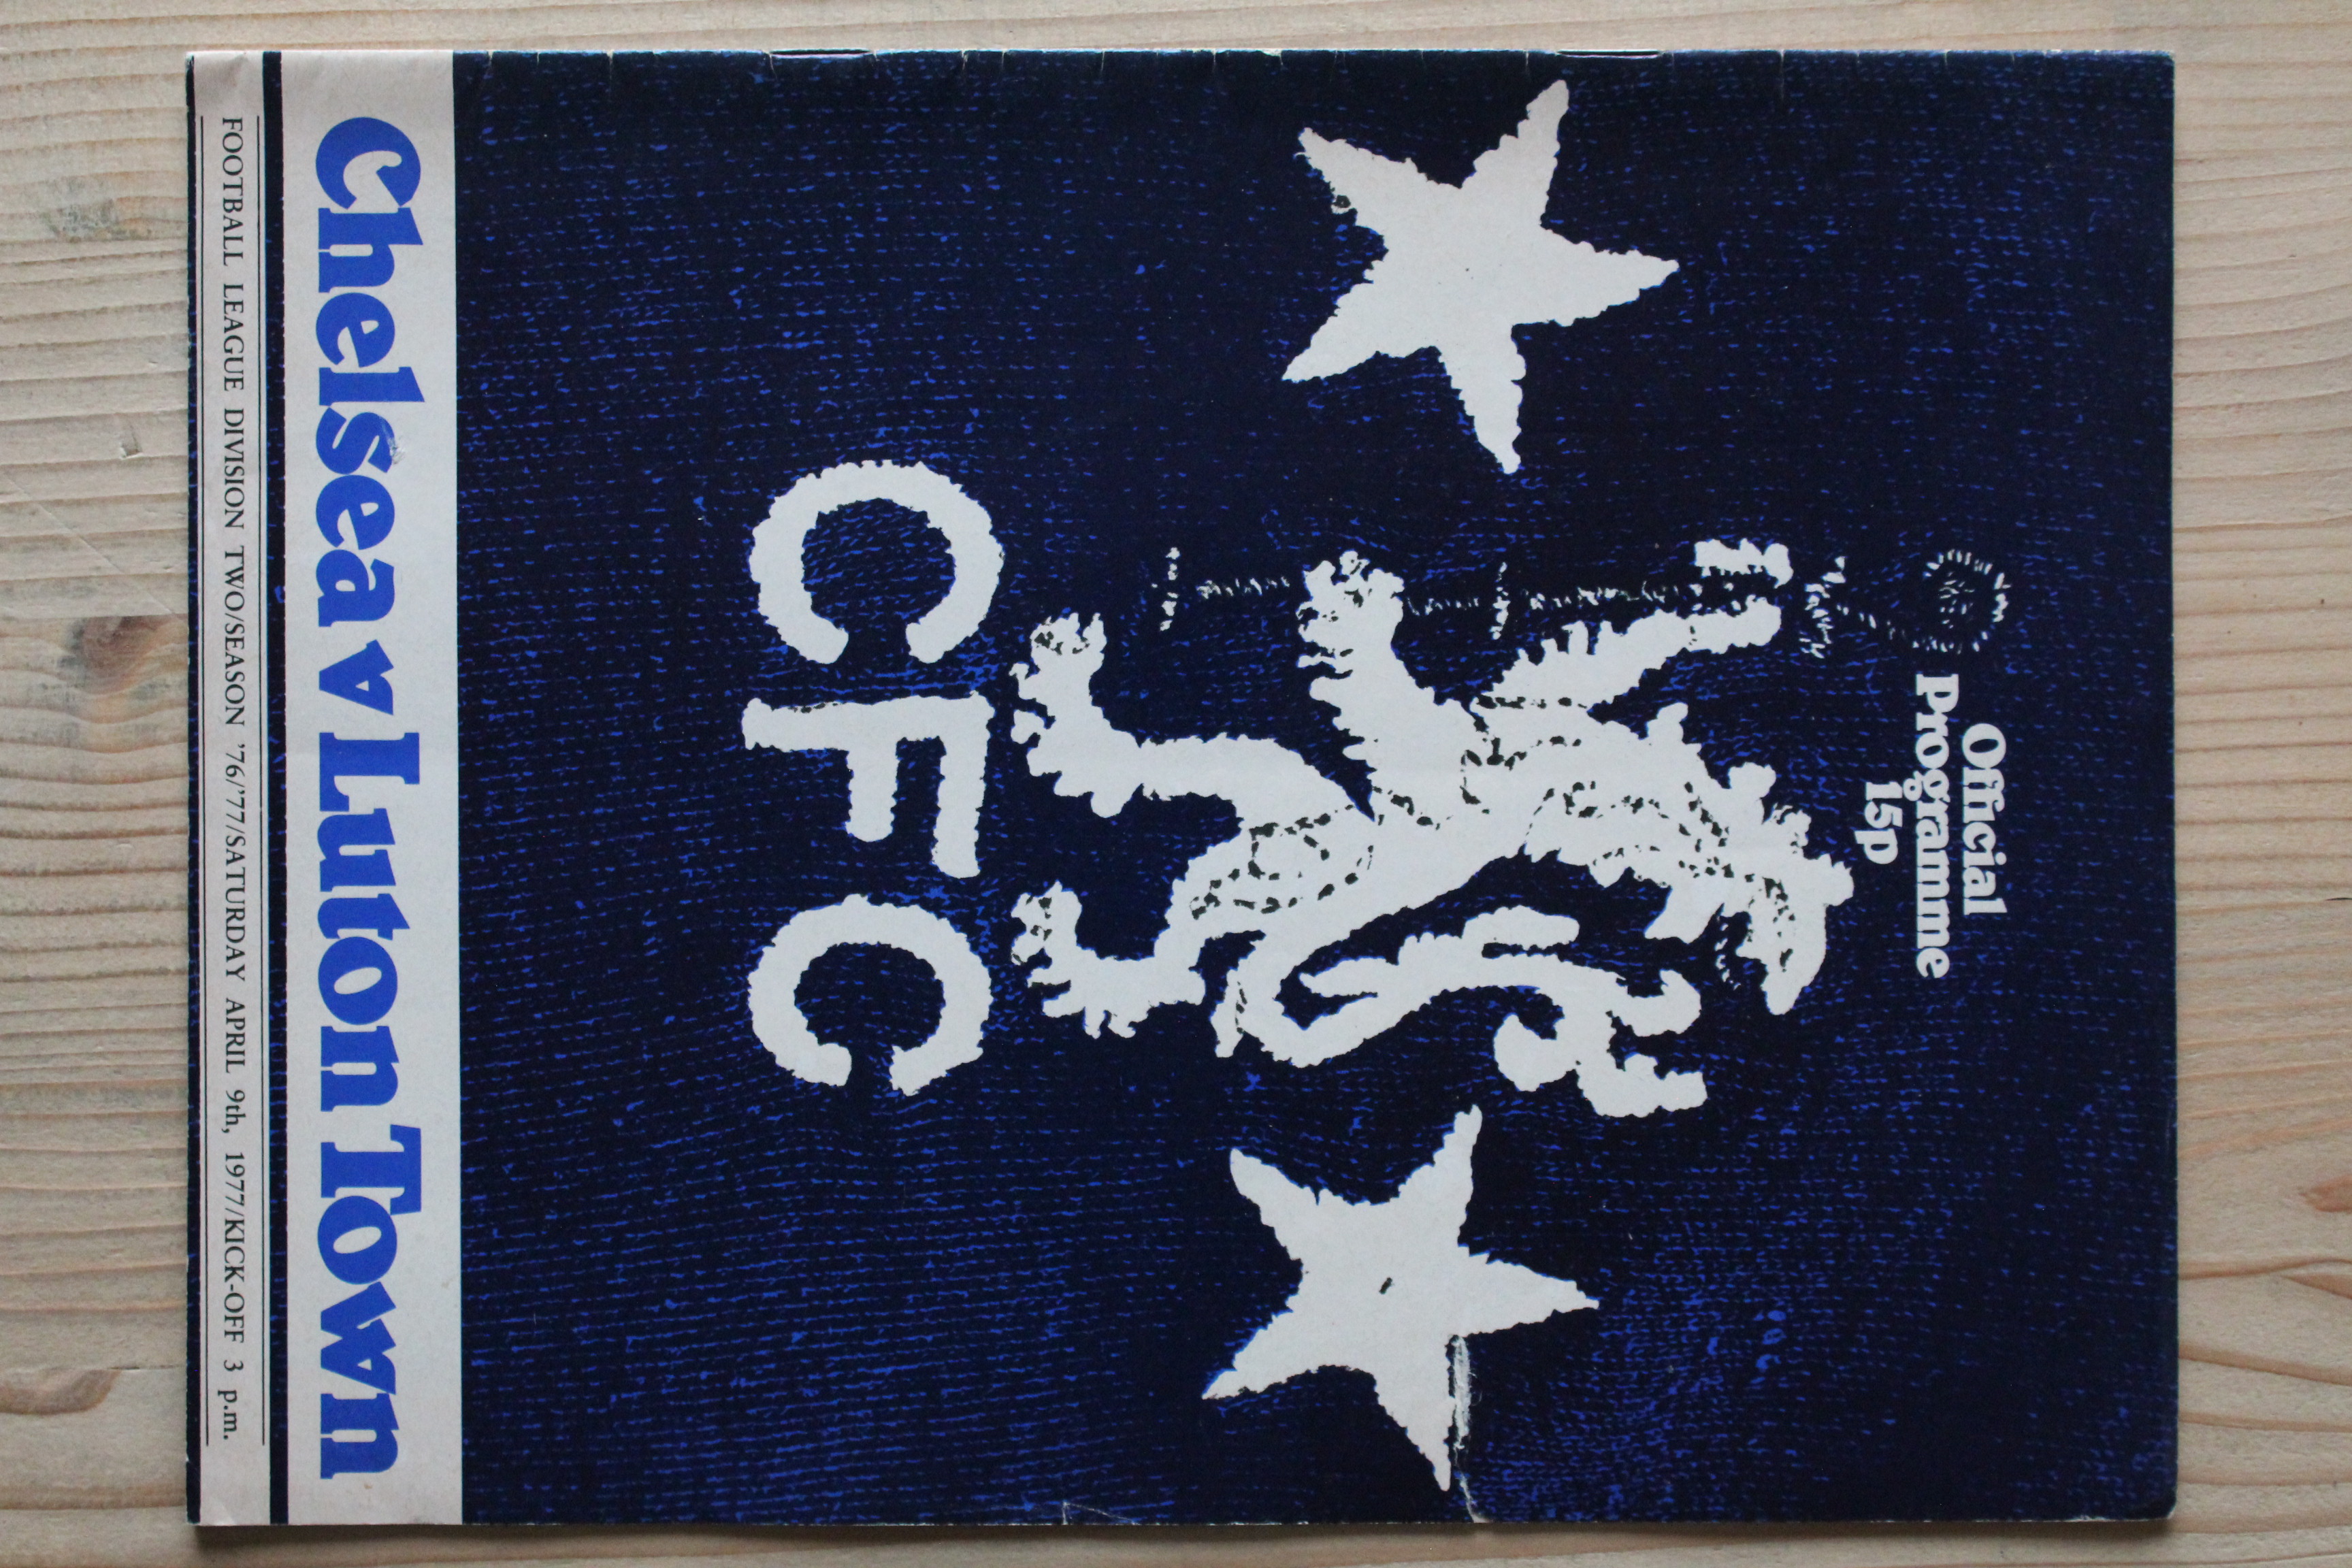 Official
Programme
15p
CFC
Chelsea v Luton Town
FOOTBALL LEAGUE DIVISION TWO/SEASON '76/'77/SATURDAY APRIL 9th, 1977/KICK-OFF 3 p.m.